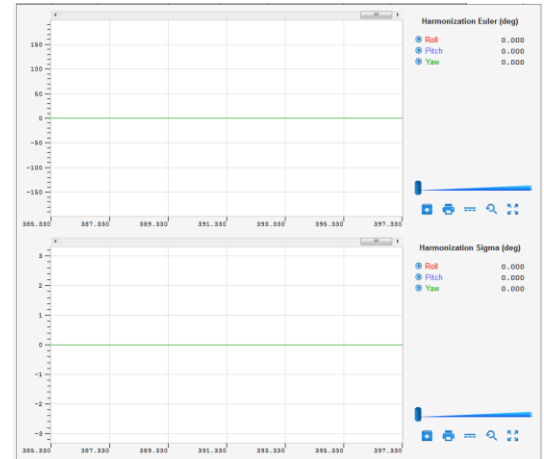 Harmonization Euler (deg)
Roll 0.000
Pitch 0.000
Yaw 0.000
150
100
50
0
-50
-100
-150
385.330 387.330 389.330 391.330 393.330 395.330 397.330
Harmonization Sigma (deg)
Roll 0.000
Pitch 0.000
Yaw 0.000
3
2
1
0
-1
-2
-3
385.330 387.330 389.330 391.330 393.330 395.330 397.330